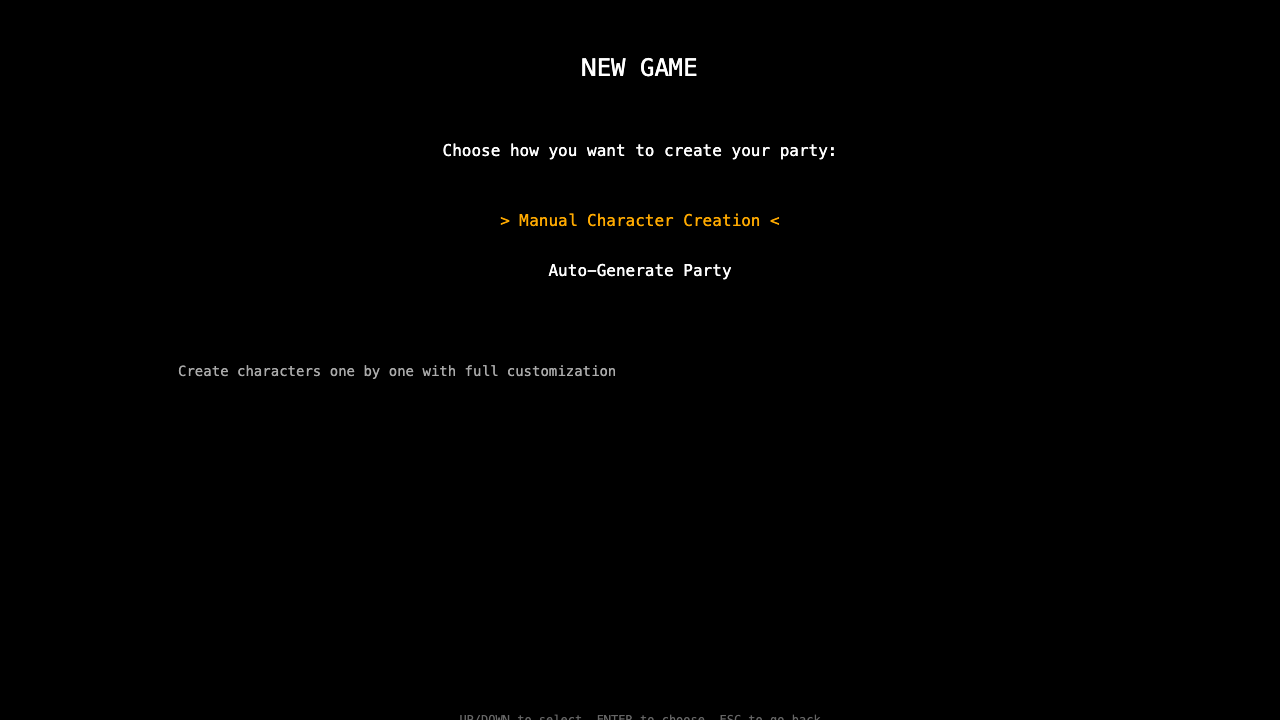 NEW GAME
Choose how you want to create your party:
> Manual Character Creation <
Auto-Generate Party
Create characters one by one with full customization
UP/DOWN to select, ENTER to choose, ESC to go back